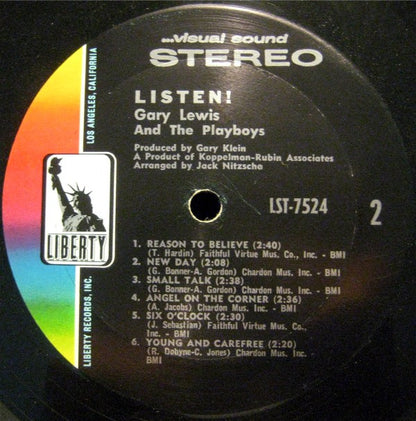 ...visual sound
STEREO
LISTEN!
Gary Lewis
And The Playboys
Produced by Gary Klein
A Product of Koppelman-Rubin Associates
Arranged by Jack Nitzsche
LST-7524
2
LOS ANGELES, CALIFORNIA
LIBERTY
LIBERTY RECORDS, INC.
1. REASON TO BELIEVE (2:40)
(T. Hardin) Faithful Virtue Mus. Co., Inc. - BMI
2. NEW DAY (2:08)
(G. Bonner-A. Gordon) Chardon Mus. Inc. - BMI
3. SMALL TALK (2:38)
(G. Bonner-A. Gordon) Chardon Mus. Inc. - BMI
4. ANGEL ON THE CORNER (2:36)
(A. Jacobs) Chardon Mus. Inc. - BMI
5. SIX O'CLOCK (2:30)
(J. Sebastian) Faithful Virtue Mus. Co., Inc. - BMI
6. YOUNG AND CAREFREE (2:20)
(R. Dobyne-C. Jones) Chardon Mus. Inc. -
BMI